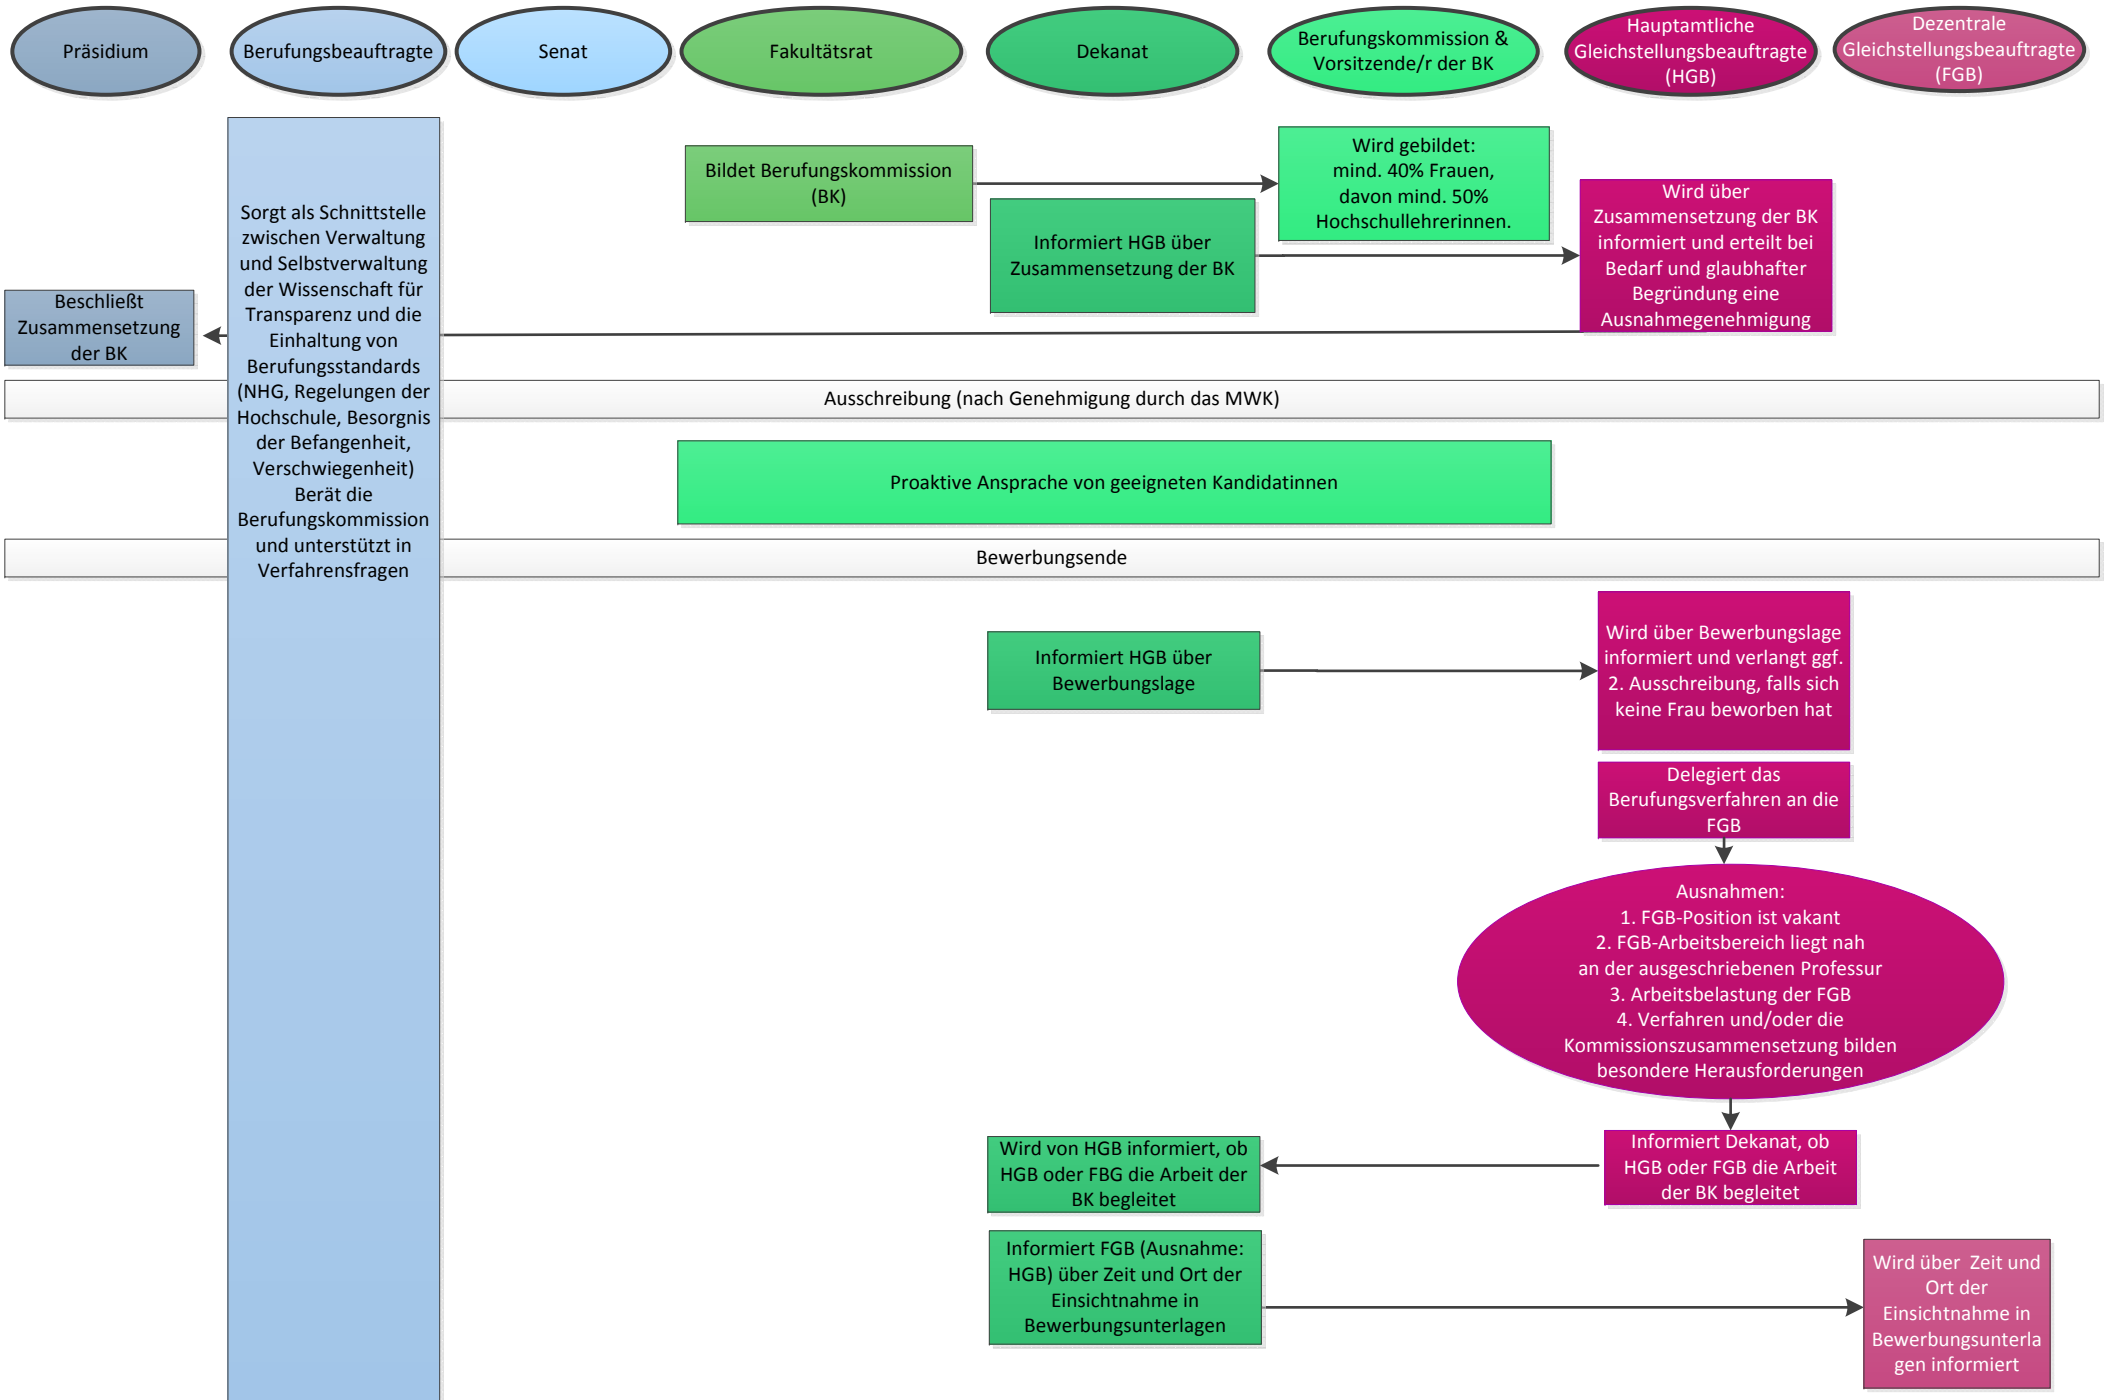 Präsidium
Berufungsbeauftragte
Senat
Fakultätsrat
Dekanat
Berufungskommission &
Vorsitzende/r der BK
Hauptamtliche
Gleichstellungsbeauftragte
(HGB)
Dezentrale
Gleichstellungsbeauftragte
(FGB)
Sorgt als Schnittstelle
zwischen Verwaltung
und Selbstverwaltung
der Wissenschaft für
Transparenz und die
Einhaltung von
Berufungsstandards
(NHG, Regelungen der
Hochschule, Besorgnis
der Befangenheit,
Verschwiegenheit)
Berät die
Berufungskommission
und unterstützt in
Verfahrensfragen
Bildet Berufungskommission
(BK)
Wird gebildet:
mind. 40% Frauen,
davon mind. 50%
Hochschullehrerinnen.
Informiert HGB über
Zusammensetzung der BK
Wird über
Zusammensetzung der BK
informiert und erteilt bei
Bedarf und glaubhafter
Begründung eine
Ausnahmegenehmigung
Beschließt
Zusammensetzung
der BK
Ausschreibung (nach Genehmigung durch das MWK)
Proaktive Ansprache von geeigneten Kandidatinnen
Bewerbungsende
Informiert HGB über
Bewerbungslage
Wird über Bewerbungslage
informiert und verlangt ggf.
2. Ausschreibung, falls sich
keine Frau beworben hat
Delegiert das
Berufungsverfahren an die
FGB
Ausnahmen:
1. FGB-Position ist vakant
2. FGB-Arbeitsbereich liegt nah
an der ausgeschriebenen Professur
3. Arbeitsbelastung der FGB
4. Verfahren und/oder die
Kommissionszusammensetzung bilden
besondere Herausforderungen
Wird von HGB informiert, ob
HGB oder FBG die Arbeit der
BK begleitet
Informiert Dekanat, ob
HGB oder FGB die Arbeit
der BK begleitet
Informiert FGB (Ausnahme:
HGB) über Zeit und Ort der
Einsichtnahme in
Bewerbungsunterlagen
Wird über Zeit und
Ort der
Einsichtnahme in
Bewerbungsunterla
gen informiert